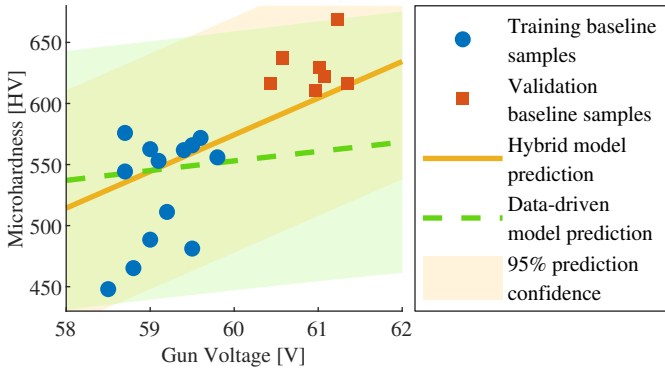 650
600
550
500
450
58
59
60
61
62
Microhardness [HV]
Gun Voltage [V]
Training baseline
samples
Validation
baseline samples
Hybrid model
prediction
Data-driven
model prediction
95% prediction
confidence